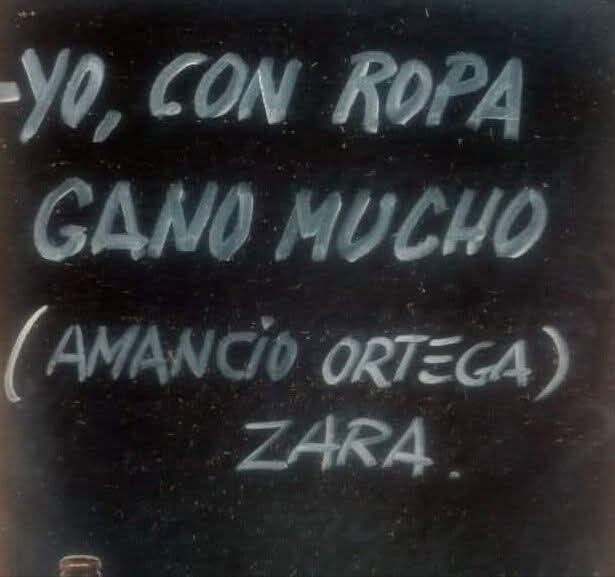 -YO, CON ROPA
GANO MUCHO
(AMANCiO ORTEGA)
ZARA.